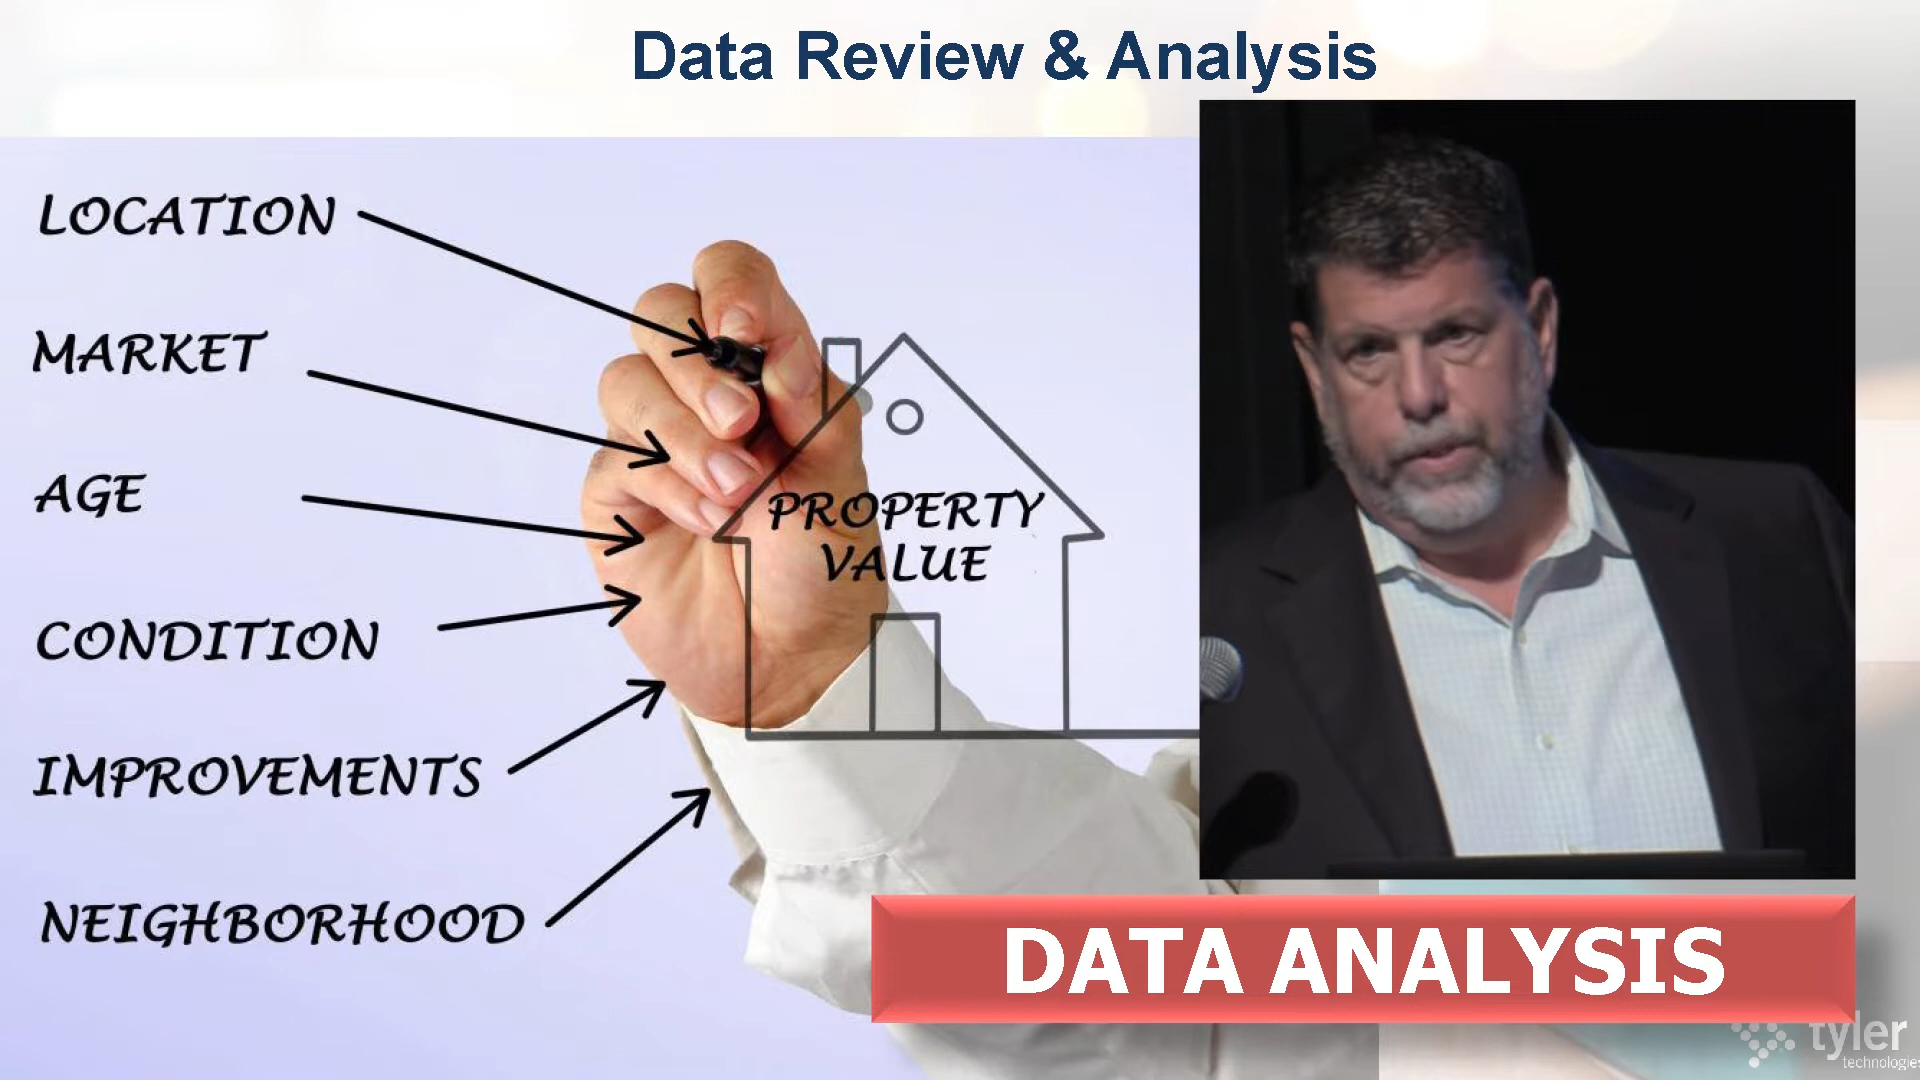 Data Review & Analysis
LOCATION
MARKET
AGE
CONDITION
IMPROVEMENTS
NEIGHBORHOOD
PROPERTY
VALUE
DATA ANALYSIS
tyler
technologies